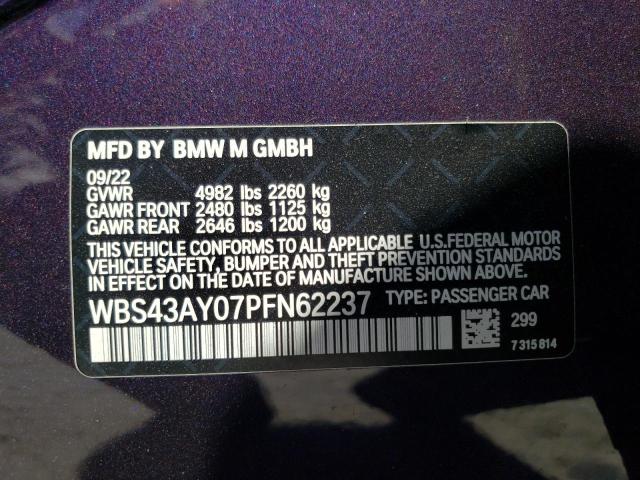 MFD BY BMW M GMBH
09/22
GVWR 4982 lbs 2260 kg
GAWR FRONT 2480 lbs 1125 kg
GAWR REAR 2646 lbs 1200 kg
THIS VEHICLE CONFORMS TO ALL APPLICABLE U.S.FEDERAL MOTOR
VEHICLE SAFETY, BUMPER AND THEFT PREVENTION STANDARDS
IN EFFECT ON THE DATE OF MANUFACTURE SHOWN ABOVE.
WBS43AY07PFN62237 TYPE: PASSENGER CAR
299
7 315 814